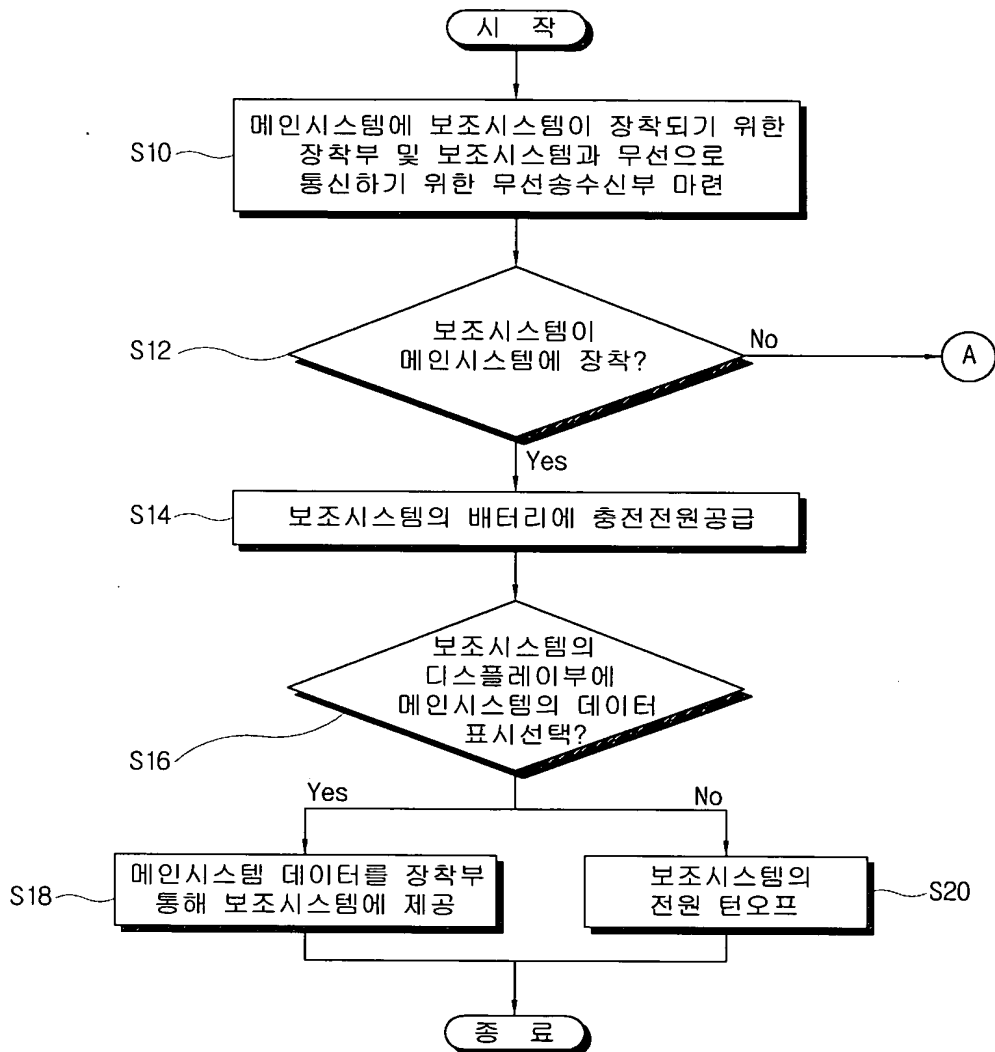 시 작
메인시스템에 보조시스템이 장착되기 위한
장착부 및 보조시스템과 무선으로
통신하기 위한 무선송수신부 마련
S10
보조시스템이
메인시스템에 장착?
S12
No
A
Yes
S14
보조시스템의 배터리에 충전전원공급
보조시스템의
디스플레이부에
메인시스템의 데이터
표시선택?
S16
Yes
No
S18
메인시스템 데이터를 장착부
통해 보조시스템에 제공
보조시스템의
전원 턴오프
S20
종 료